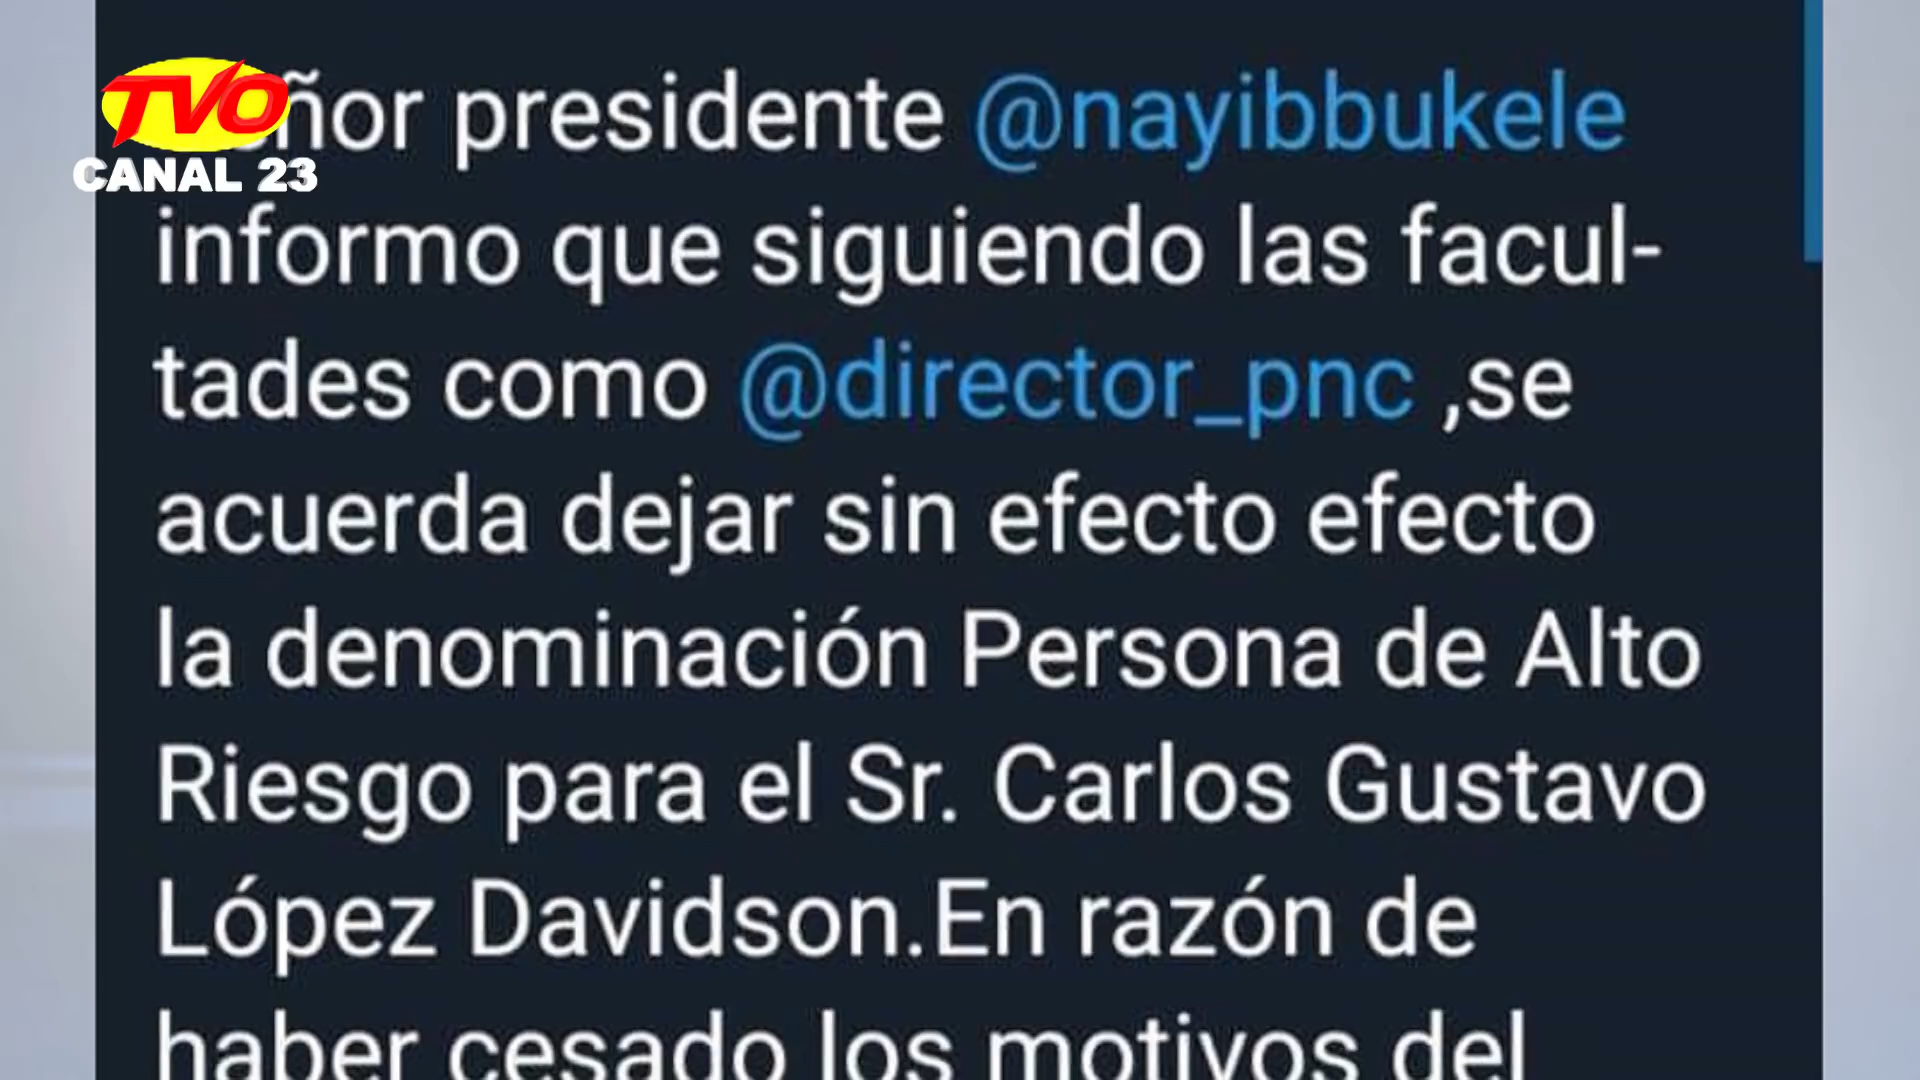 TVO
CANAL 23
ñor presidente @nayibbukele
informo que siguiendo las facul-
tades como @director_pnc ,se
acuerda dejar sin efecto efecto
la denominación Persona de Alto
Riesgo para el Sr. Carlos Gustavo
López Davidson.En razón de
haber cesado los motivos del